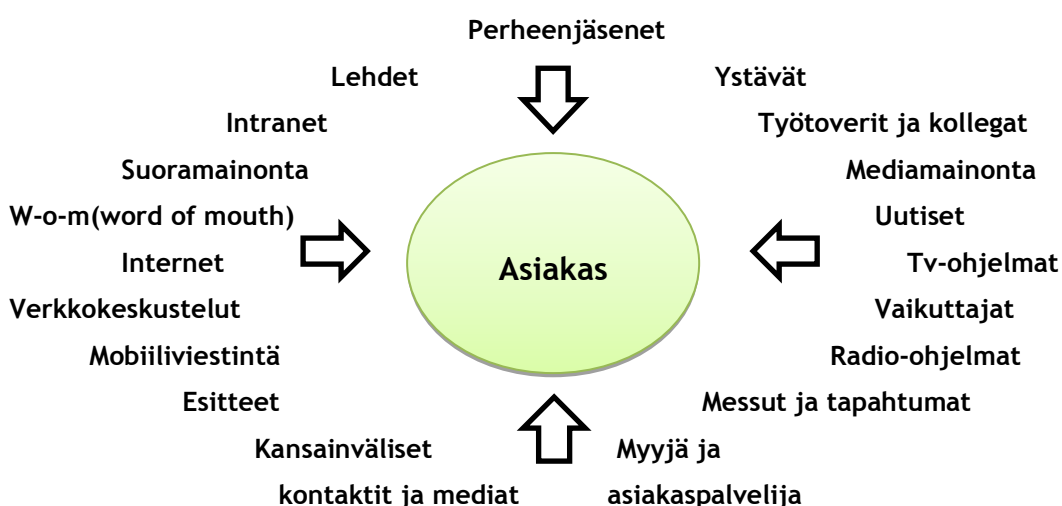 Perheenjäsenet
Lehdet
Ystävät
Intranet
Työtoverit ja kollegat
Suoramainonta
Mediamainonta
W-o-m(word of mouth)
Uutiset
Internet
Asiakas
Tv-ohjelmat
Verkkokeskustelut
Vaikuttajat
Mobiiliviestintä
Radio-ohjelmat
Esitteet
Messut ja tapahtumat
Kansainväliset
kontaktit ja mediat
Myyjä ja
asiakaspalvelija